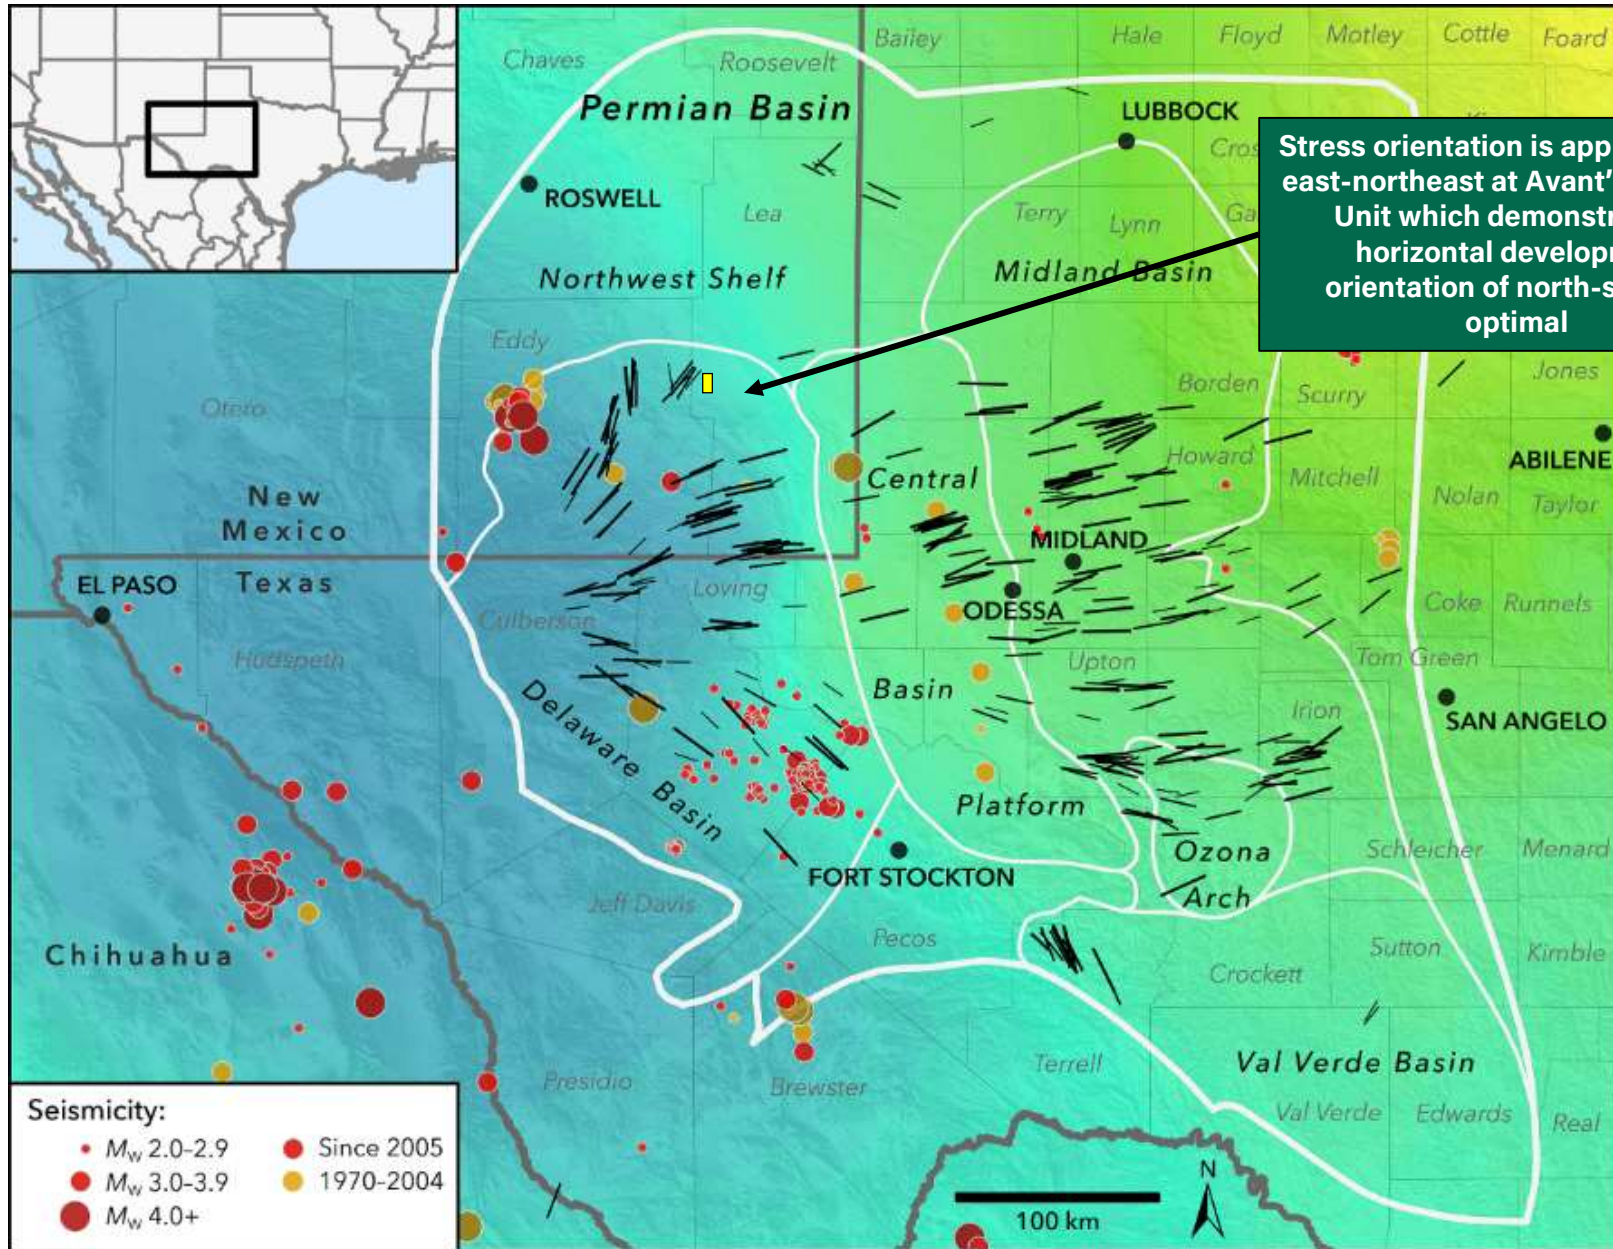 Chaves
Roosevelt
Bailey
Hale
Floyd
Motley
Cottle
Foard
Permian Basin
LUBBOCK
ROSWELL
Lea
Terry
Lynn
Stress orientation is
east-northeast at Avant'
Unit which
horizontal
orientation of
optimal
Northwest Shelf
Midland Basin
Eddy
Otero
Borden
Scurry
Jones
Central
Howard
Mitchell
ABILENE
Nolan
Taylor
New
Mexico
MIDLAND
EL PASO
Texas
Loving
Culberson
ODESSA
Coke
Runnels
Hudspeth
Upton
Tom Green
Delaware Basin
Basin
Irion
SAN ANGELO
Platform
Ozona
Arch
Schleicher
Menard
FORT STOCKTON
Jeff Davis
Pecos
Chihuahua
Crockett
Sutton
Kimble
Presidio
Brewster
Terrell
Val Verde Basin
Val Verde
Edwards
Real
Seismicity:
Mw 2.0-2.9
Since 2005
Mw 3.0-3.9
1970-2004
Mw 4.0+
100 km
N